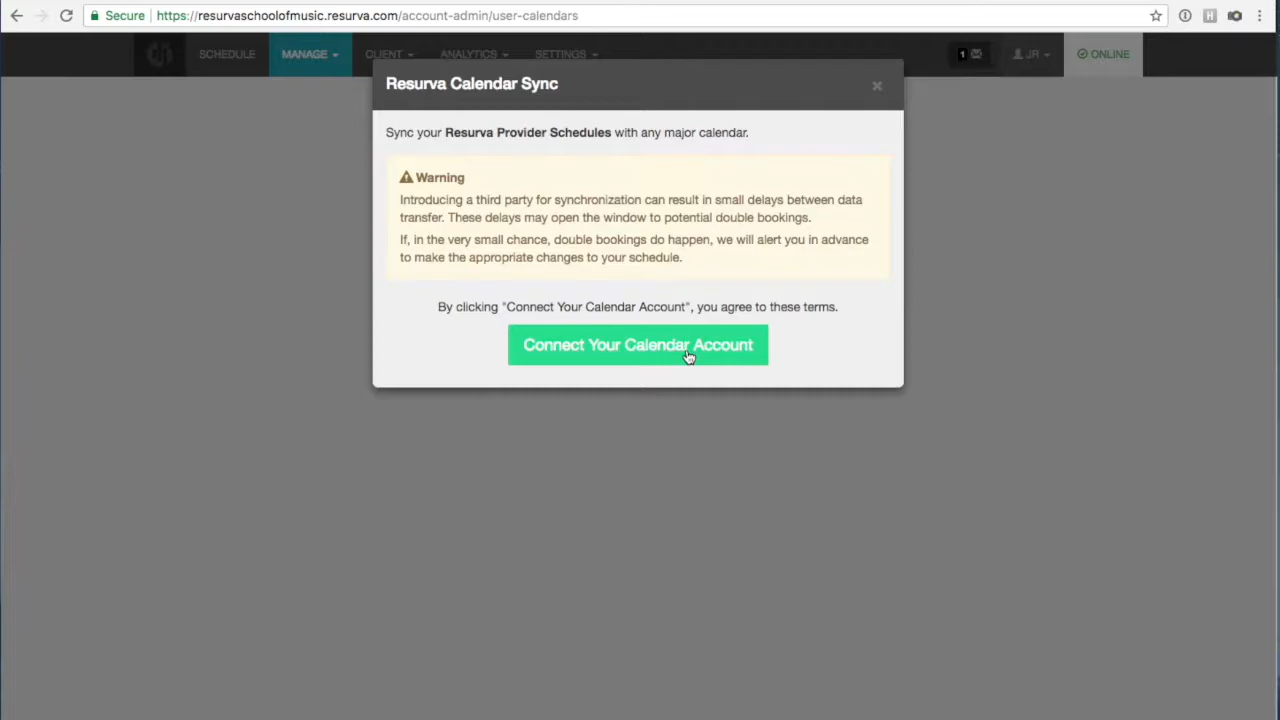 Secure https://resurvaschoolofmusic.resurva.com/account-admin/user-calendars
SCHEDULE MANAGE CLIENT ANALYTICS SETTINGS 1 JR ONLINE
Resurva Calendar Sync ×
Sync your Resurva Provider Schedules with any major calendar.
Warning
Introducing a third party for synchronization can result in small delays between data
transfer. These delays may open the window to potential double bookings.
If, in the very small chance, double bookings do happen, we will alert you in advance
to make the appropriate changes to your schedule.
By clicking "Connect Your Calendar Account", you agree to these terms.
Connect Your Calendar Account